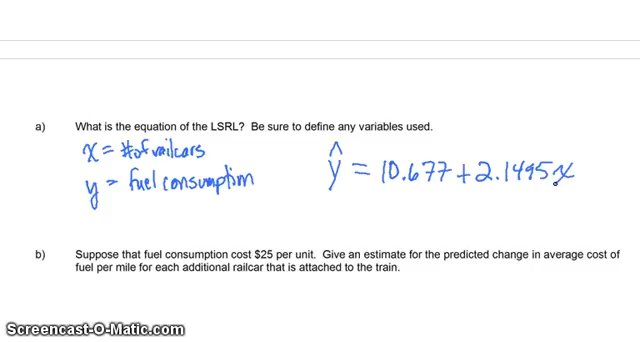 a) What is the equation of the LSRL? Be sure to define any variables used.
x = # of railcars
y = fuel consumption
ŷ = 10.677 + 2.1495x
b) Suppose that fuel consumption cost $25 per unit. Give an estimate for the predicted change in average cost of
fuel per mile for each additional railcar that is attached to the train.
Screencast-O-Matic.com